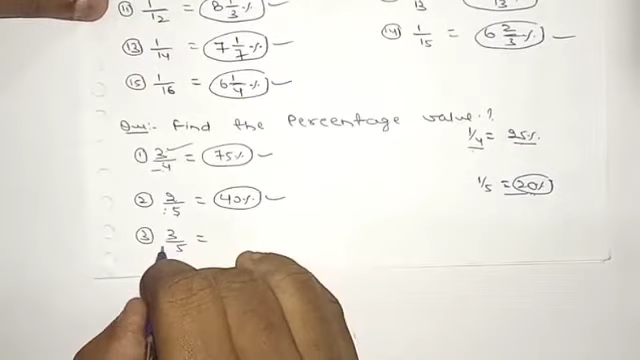 ⑪ 1/12 = 8 1/3 %
13
⑬ 1/14 = 7 1/7 %
⑭ 1/15 = 6 2/3 %
⑮ 1/16 = 6 1/4 %
Que:- Find the percentage value.?
1/4 = 25%
① 3/4 = 75%
1/5 = 20%
② 2/5 = 40%
③ 3/5 =